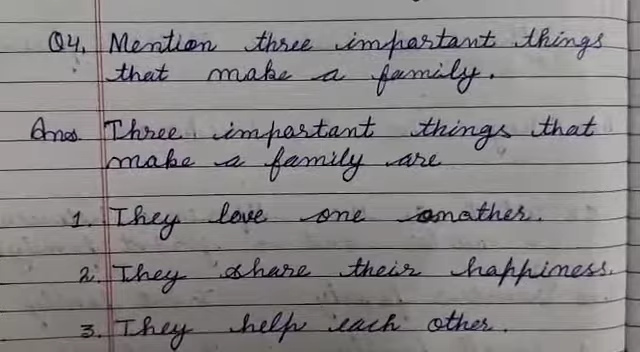 Q4. Mention three important things
that make a family.
Ans. Three important things that
make a family are
1. They love one another.
2. They share their happiness.
3. They help each other.